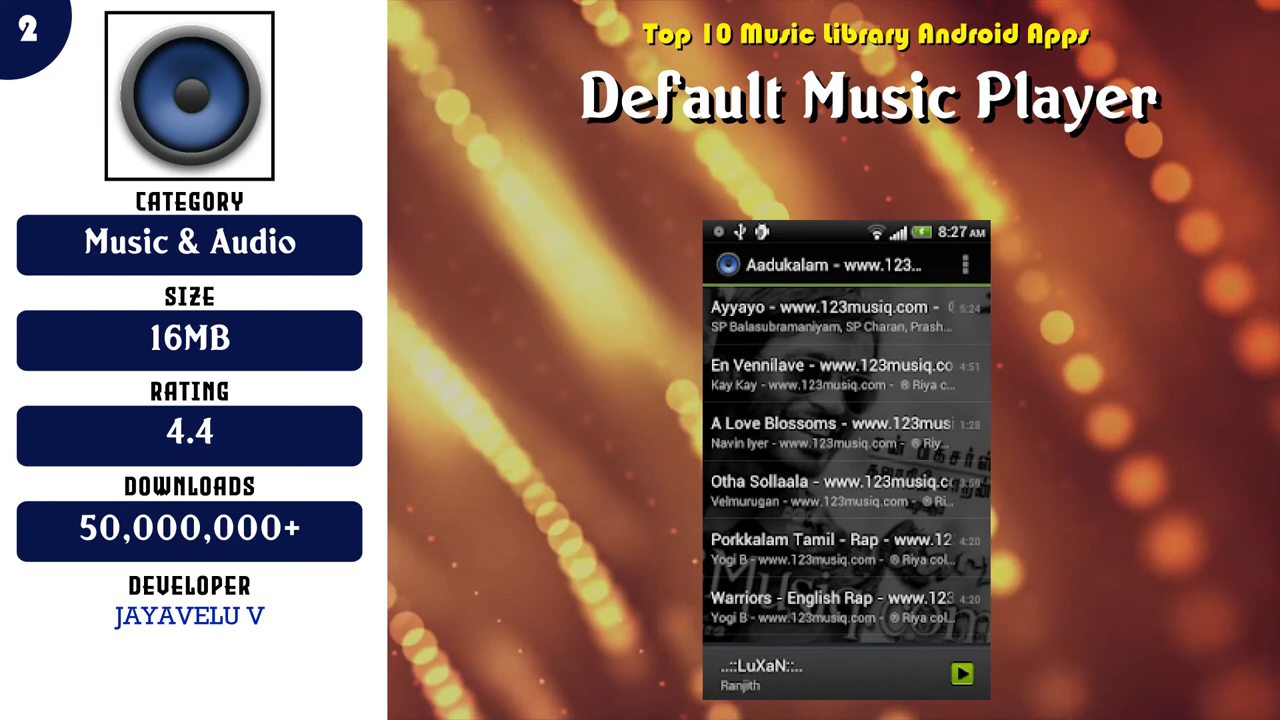 2
CATEGORY
Music & Audio
SIZE
16MB
RATING
4.4
DOWNLOADS
50,000,000+
DEVELOPER
JAYAVELU V
Top 10 Music Library Android Apps
Default Music Player
8:27 AM
Aadukalam - www.123...
Ayyayo - www.123musiq.com - 5:24
SP Balasubramaniyam, SP Charan, Prash...
En Vennilave - www.123musiq.co 4:51
Kay Kay - www.123musiq.com - ® Riya c...
A Love Blossoms - www.123musi 1:28
Navin Iyer - www.123musiq.com - ® Riy...
Otha Sollaala - www.123musiq.c 3:59
Velmurugan - www.123musiq.com - ® Ri...
Porkkalam Tamil - Rap - www.12 4:20
Yogi B - www.123musiq.com - ® Riya col...
Warriors - English Rap - www.123 4:20
Yogi B - www.123musiq.com - ® Riya col...
..::LuXaN::..
Ranjith